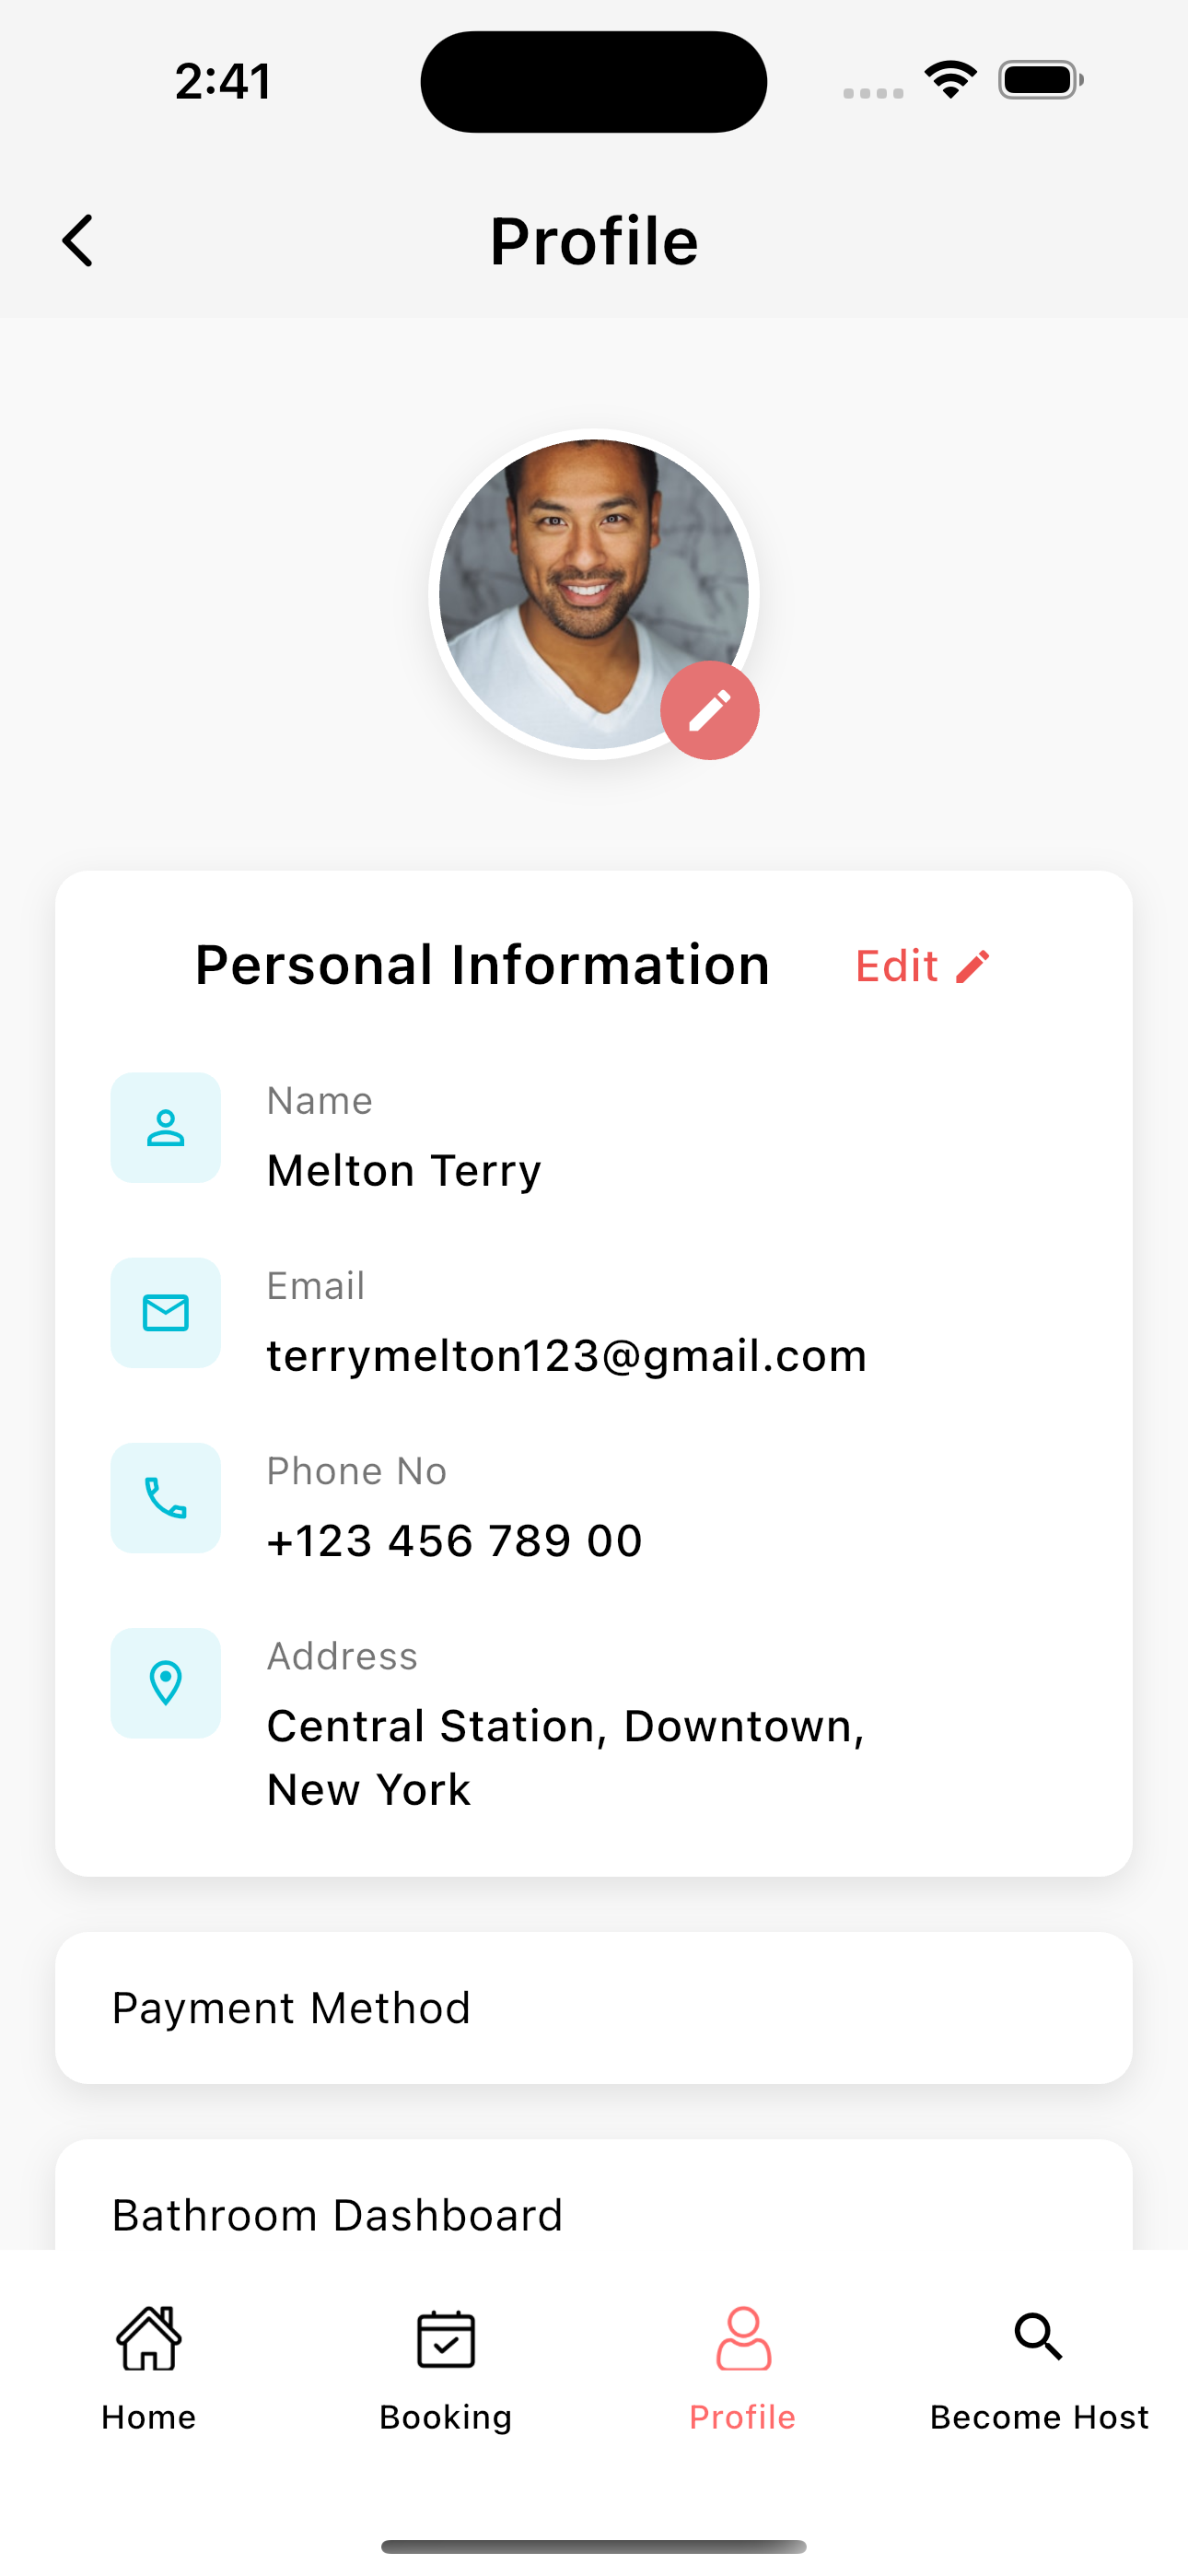 2:41
Profile
Personal Information Edit
Name
Melton Terry
Email
terrymelton123@gmail.com
Phone No
+123 456 789 00
Address
Central Station, Downtown,
New York
Payment Method
Bathroom Dashboard
Home Booking Profile Become Host